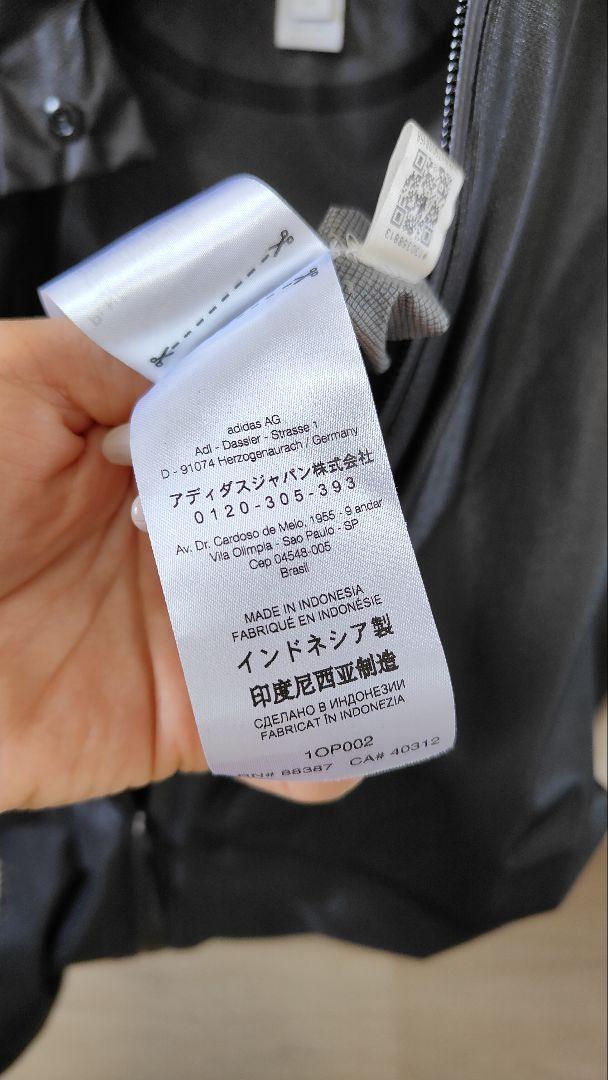 adidas AG
Adi - Dassler - Strasse 1
D - 91074 Herzogenaurach / Germany
アディダスジャパン株式会社
0120-305-393
Av. Dr. Cardoso de Melo, 1955 - 9 andar
Vila Olimpia - Sao Paulo - SP
Cep 04548-005
Brasil
MADE IN INDONESIA
FABRIQUÉ EN INDONÉSIE
インドネシア製
印度尼西亚制造
СДЕЛАНО В ИНДОНЕЗИИ
FABRICAT ÎN INDONEZIA
1OP002
RN# 88387 CA# 40312